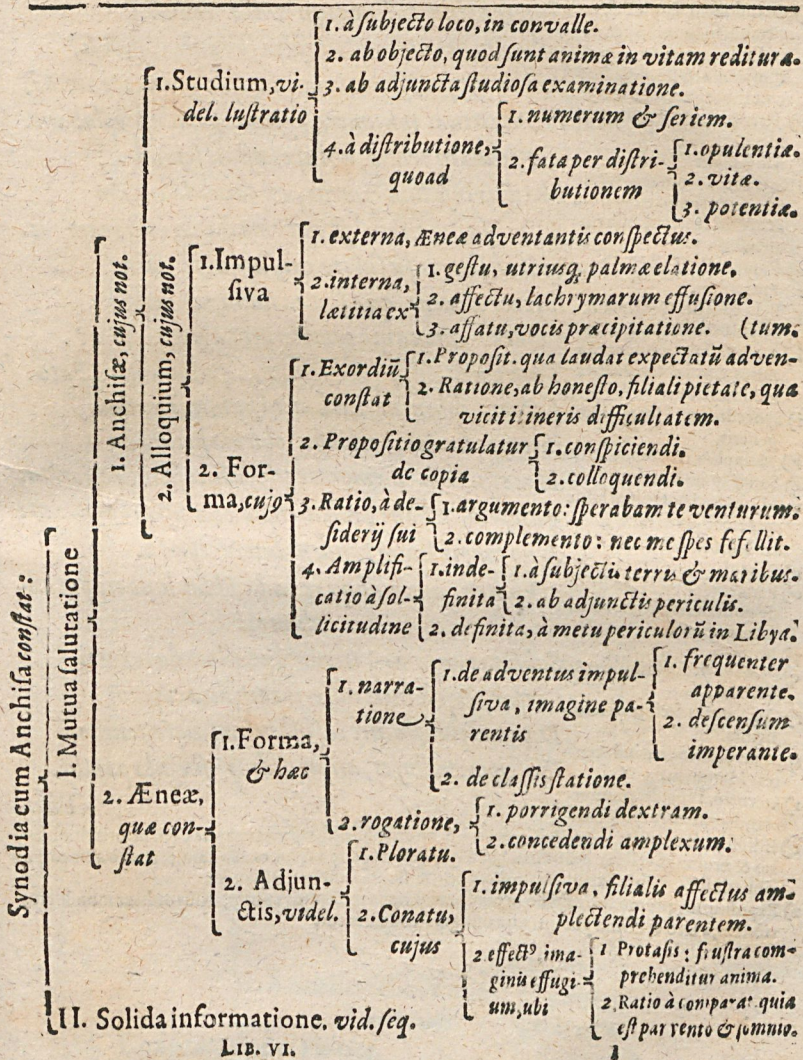 Synodia cum Anchisa constat:
I. Mutua salutatione
1. Anchisæ, cujus not.
1. Studium, vi-
del. lustratio
1. à subjecto loco, in convalle.
2. ab objecto, quod sunt animæ in vitam redituræ.
3. ab adjuncta studiosa examinatione.
4. à distributione,
quoad
1. numerum & seriem.
2. fata per distri-
butionem
1. opulentiæ.
2. vitæ.
3. potentiæ.
2. Alloquium, cujus not.
1. Impul-
siva
1. externa, Æneæ adventantis conspectus.
2. interna,
lætitia ex
1. gestu, utriusq; palmæ elatione.
2. affectu, lachrymarum effusione.
3. affatu, vocis præcipitatione.
2. For-
ma, cujꝰ
1. Exordiũ
constat
1. Proposit. qua laudat expectatũ adven-
(tum.
2. Ratione, ab honesto, filiali pietate, quæ
vicit itineris difficultatem.
2. Propositio gratulatur
de copia
1. conspiciendi.
2. colloquendi.
3. Ratio, à de-
siderij sui
1. argumento: sperabam te venturum.
2. complemento: nec me spes fefellit.
4. Amplifi-
catio à sol-
licitudine
1. inde-
finita
1. à subjectis terris & maribus.
2. ab adjunctis periculis.
2. definita, à metu periculorũ in Libya.
2. Æneæ,
quæ con-
stat
1. Forma,
& hæc
1. narra-
tione
1. de adventus impul-
siva, imagine pa-
rentis
1. frequenter
apparente.
2. descensum
imperante.
2. de classis statione.
2. rogatione,
1. porrigendi dextram.
2. concedendi amplexum.
2. Adjun-
ctis, videl.
1. Ploratu.
2. Conatu,
cujus
1. impulsiva, filialis affectus am-
plectendi parentem.
2. effectꝰ ima-
ginis effugi-
um, ubi
1 Protasis: frustra com-
prehenditur anima.
2. Ratio à comparat. quia
est par vento & somnio.
II. Solida informatione. vid. seq.
LIB. VI.